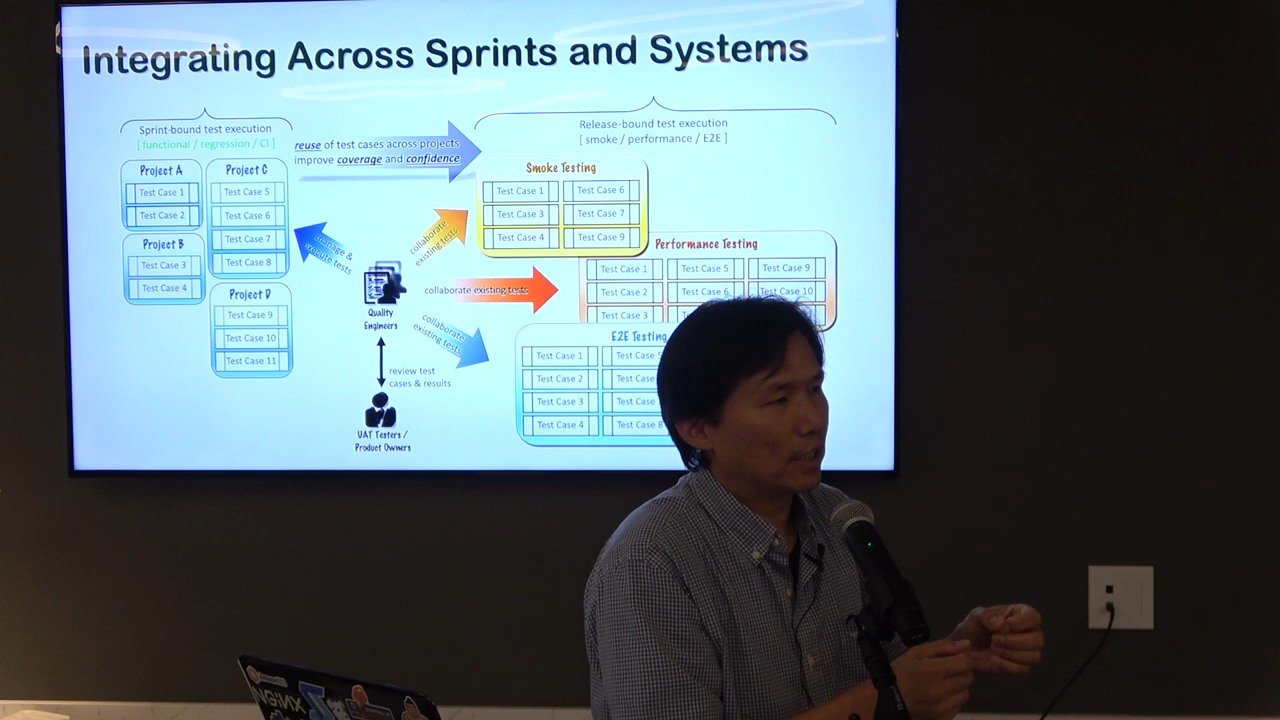 Integrating Across Sprints and Systems
Sprint-bound test execution
[ functional / regression / CI ]
reuse of test cases across projects
improve coverage and confidence
Release-bound test execution
[ smoke / performance / E2E ]
Project A
Test Case 1
Test Case 2
Project B
Test Case 3
Test Case 4
Project C
Test Case 5
Test Case 6
Test Case 7
Test Case 8
Project D
Test Case 9
Test Case 10
Test Case 11
manage &
execute tests
collaborate
existing tests
collaborate existing tests
collaborate
existing tests
Quality
Engineers
review test
cases & results
UAT Testers /
Product Owners
Smoke Testing
Test Case 1
Test Case 6
Test Case 3
Test Case 7
Test Case 4
Test Case 9
Performance Testing
Test Case 1
Test Case 5
Test Case 9
Test Case 2
Test Case 6
Test Case 10
Test Case 3
E2E Testing
Test Case 1
Test Case
Test Case 2
Test Case
Test Case 3
Test Case
Test Case 4
Test Case 8
NGINX